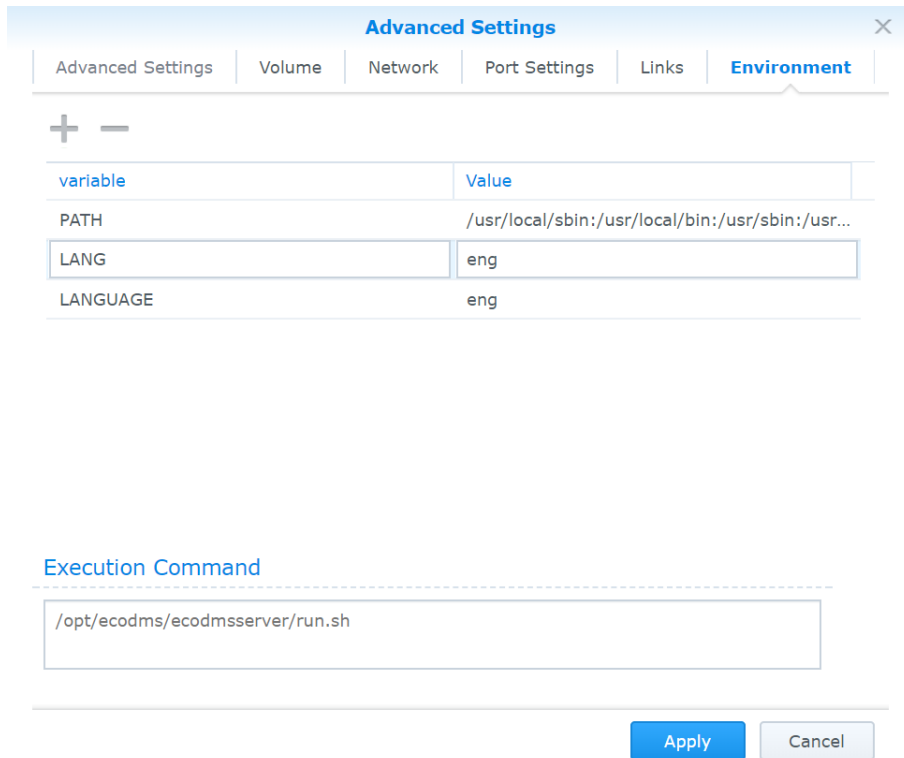 Advanced Settings
Advanced Settings Volume Network Port Settings Links Environment
variable Value
PATH /usr/local/sbin:/usr/local/bin:/usr/sbin:/usr...
LANG eng
LANGUAGE eng
Execution Command
/opt/ecodms/ecodmsserver/run.sh
Apply Cancel